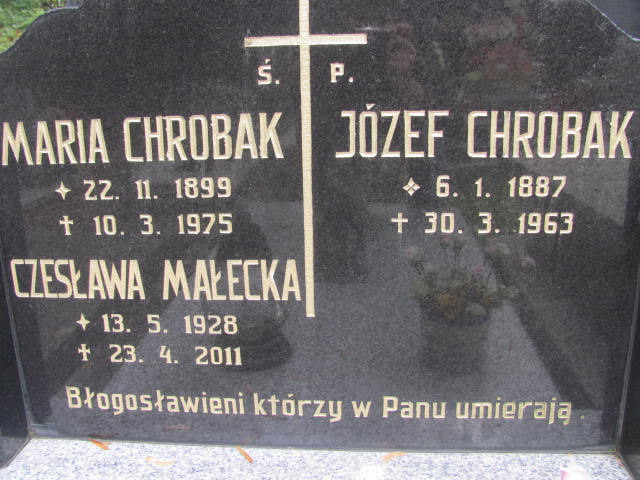 Ś. P.
MARIA CHROBAK
✦ 22. 11. 1899
† 10. 3. 1975
CZESŁAWA MAŁECKA
✦ 13. 5. 1928
† 23. 4. 2011
JÓZEF CHROBAK
❖ 6. 1. 1887
† 30. 3. 1963
Błogosławieni którzy w Panu umierają.